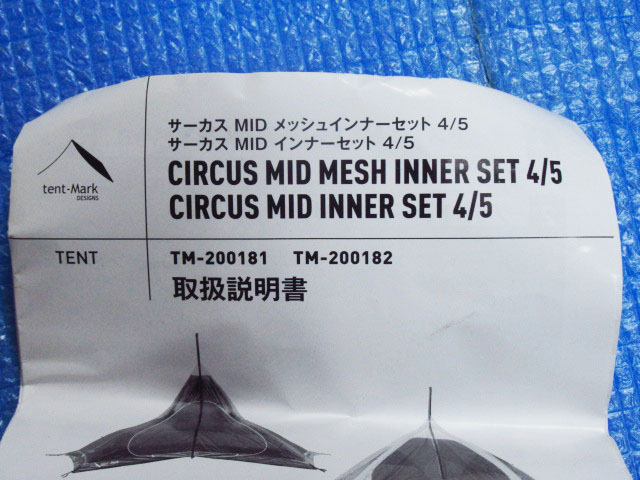 サーカス MID メッシュインナーセット 4/5
サーカス MID インナーセット 4/5
CIRCUS MID MESH INNER SET 4/5
CIRCUS MID INNER SET 4/5
tent-Mark
DESIGNS
TENT
TM-200181 TM-200182
取扱説明書